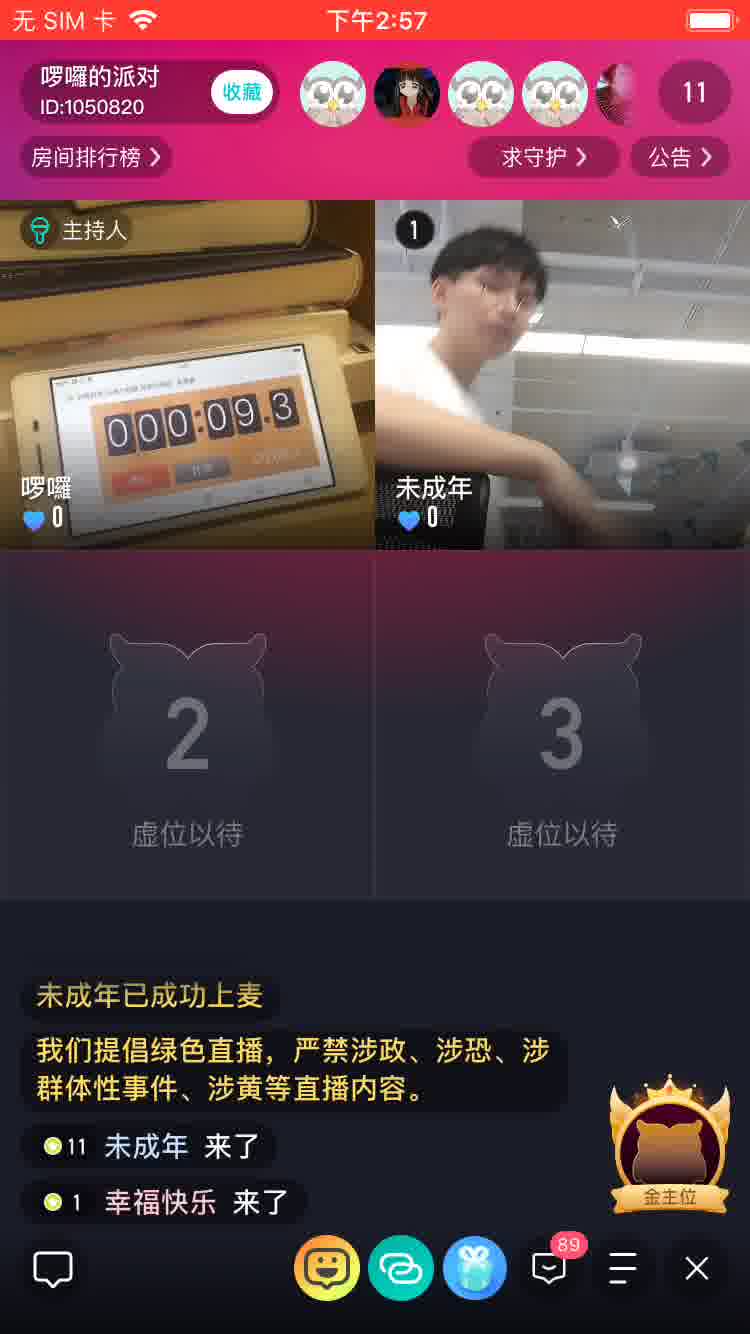 无 SIM 卡
下午2:57
啰囉的派对
ID:1050820
收藏
11
房间排行榜
求守护
公告
主持人
1
000:09.3
啰囉
0
未成年
0
2
3
虚位以待
虚位以待
未成年已成功上麦
我们提倡绿色直播，严禁涉政、涉恐、涉
群体性事件、涉黄等直播内容。
11 未成年 来了
1 幸福快乐 来了
金主位
89